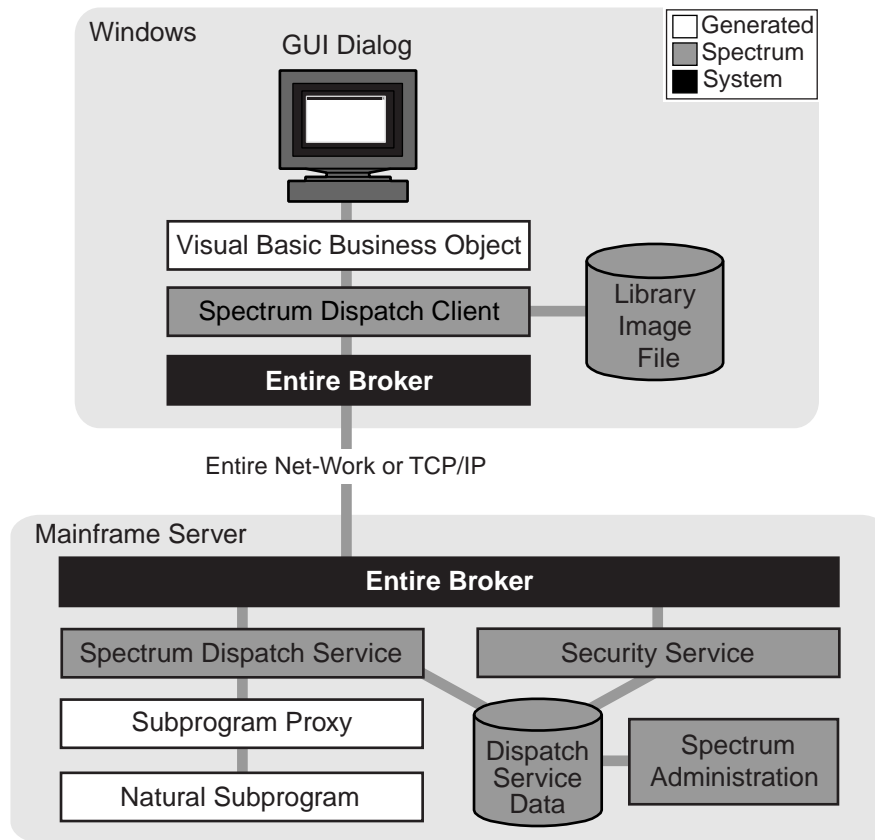 Windows
GUI Dialog
Generated
Spectrum
System
Visual Basic Business Object
Spectrum Dispatch Client
Library
Image
File
Entire Broker
Entire Net-Work or TCP/IP
Mainframe Server
Entire Broker
Spectrum Dispatch Service
Security Service
Subprogram Proxy
Dispatch
Service
Data
Spectrum
Administration
Natural Subprogram